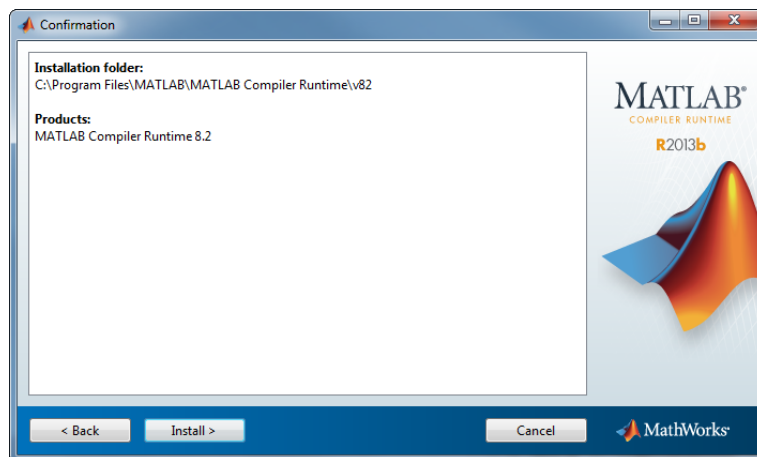 Confirmation
Installation folder:
C:\Program Files\MATLAB\MATLAB Compiler Runtime\v82
Products:
MATLAB Compiler Runtime 8.2
MATLAB®
COMPILER RUNTIME
R2013b
< Back
Install >
Cancel
MathWorks®